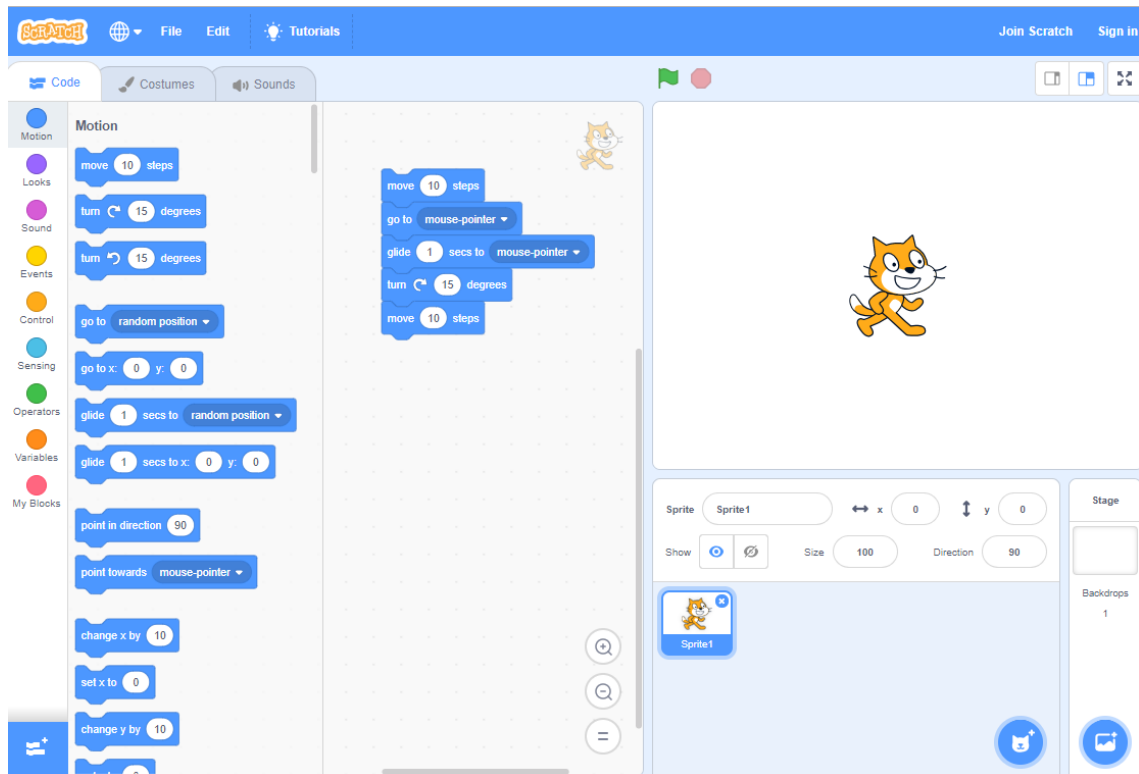 SCRATCH File Edit Tutorials Join Scratch Sign in
Code Costumes Sounds
Motion
Looks
Sound
Events
Control
Sensing
Operators
Variables
My Blocks
Motion
move 10 steps
turn 15 degrees
turn 15 degrees
go to random position
go to x: 0 y: 0
glide 1 secs to random position
glide 1 secs to x: 0 y: 0
point in direction 90
point towards mouse-pointer
change x by 10
set x to 0
change y by 10
move 10 steps
go to mouse-pointer
glide 1 secs to mouse-pointer
turn 15 degrees
move 10 steps
Sprite Sprite1 x 0 y 0
Show Size 100 Direction 90
Sprite1
Stage
Backdrops
1